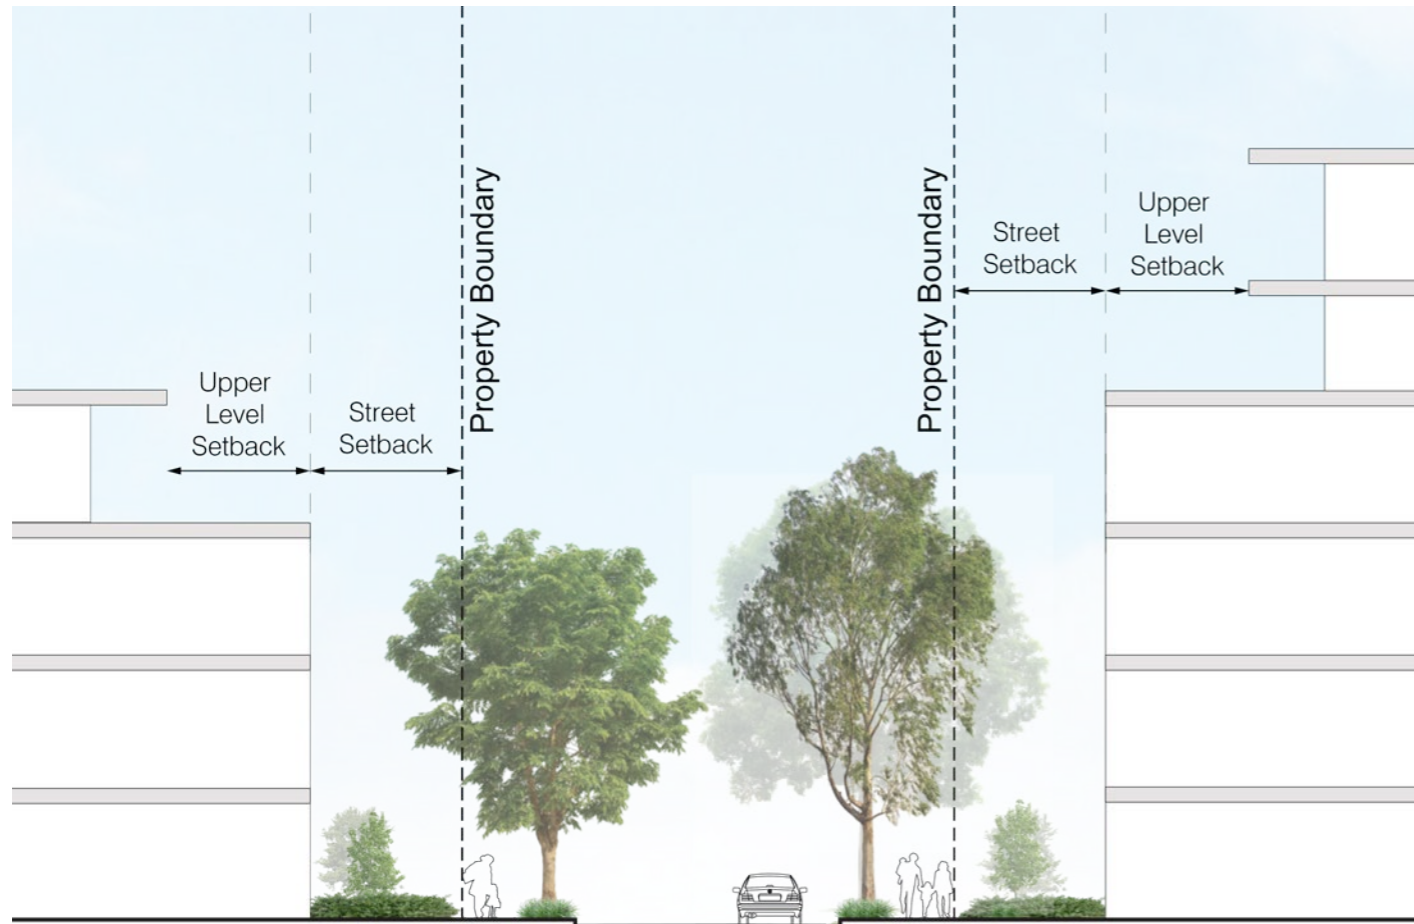 Property Boundary
Property Boundary
Street
Setback
Upper
Level
Setback
Upper
Level
Setback
Street
Setback